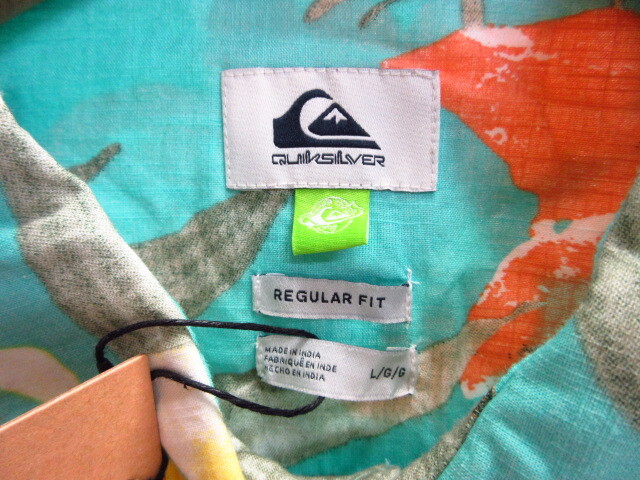 QUIKSILVER
REGULAR FIT
MADE IN INDIA
FABRIQUÉ EN INDE
HECHO EN INDIA
L/G/G